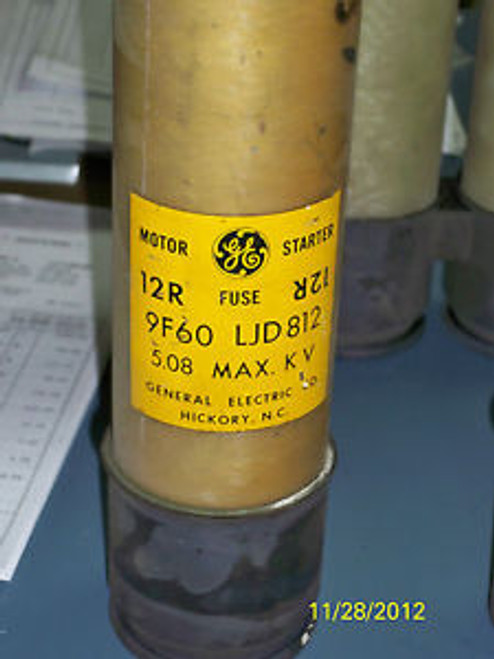 MOTOR GE STARTER
12R FUSE 12R
9F60 LJD812
5.08 MAX. KV
GENERAL ELECTRIC CO
HICKORY, N.C.
11/28/2012